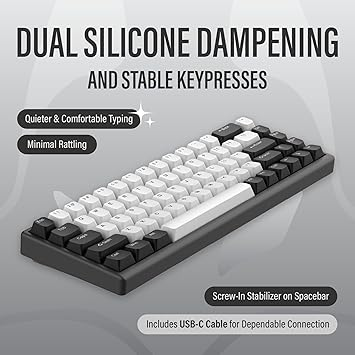 DUAL SILICONE DAMPENING
AND STABLE KEYPRESSES
Quieter & Comfortable Typing
Minimal Rattling
Screw-In Stabilizer on Spacebar
Includes USB-C Cable for Dependable Connection